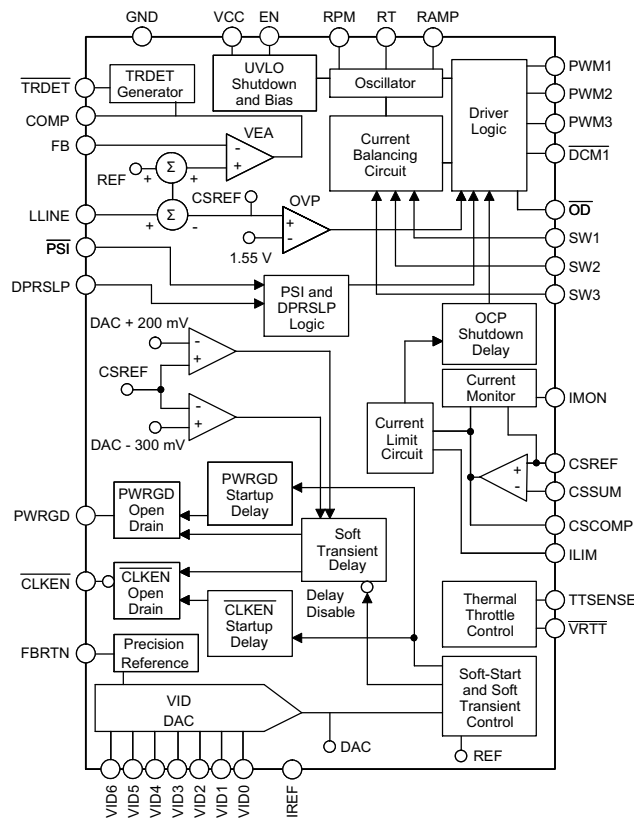 GND
VCC
EN
RPM
RT
RAMP
TRDET
COMP
FB
LLINE
PSI
DPRSLP
PWRGD
CLKEN
FBRTN
TRDET
Generator
UVLO
Shutdown
and Bias
Oscillator
Driver
Logic
Current
Balancing
Circuit
VEA
-
+
REF
+
Σ
+
+
Σ
-
CSREF
OVP
+
-
1.55 V
PSI and
DPRSLP
Logic
DAC + 200 mV
-
+
CSREF
-
+
DAC - 300 mV
OCP
Shutdown
Delay
Current
Monitor
Current
Limit
Circuit
+
-
PWRGD
Open
Drain
PWRGD
Startup
Delay
Soft
Transient
Delay
CLKEN
Open
Drain
CLKEN
Startup
Delay
Delay
Disable
Thermal
Throttle
Control
Precision
Reference
VID
DAC
Soft-Start
and Soft
Transient
Control
DAC
REF
PWM1
PWM2
PWM3
DCM1
OD
SW1
SW2
SW3
IMON
CSREF
CSSUM
CSCOMP
ILIM
TTSENSE
VRTT
VID6
VID5
VID4
VID3
VID2
VID1
VID0
IREF